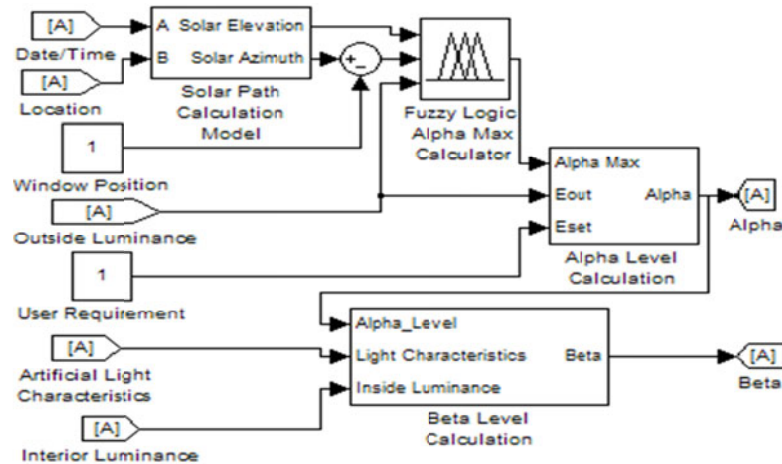 [A]
Date/Time
[A]
Location
A Solar Elevation
B Solar Azimuth
Solar Path
Calculation
Model
+
-
Fuzzy Logic
Alpha Max
Calculator
1
Window Position
[A]
Outside Luminance
1
User Requirement
Alpha Max
Eout Alpha
Eset
Alpha Level
Calculation
[A]
Alpha
[A]
Artificial Light
Characteristics
[A]
Interior Luminance
Alpha_Level
Light Characteristics Beta
Inside Luminance
Beta Level
Calculation
[A]
Beta